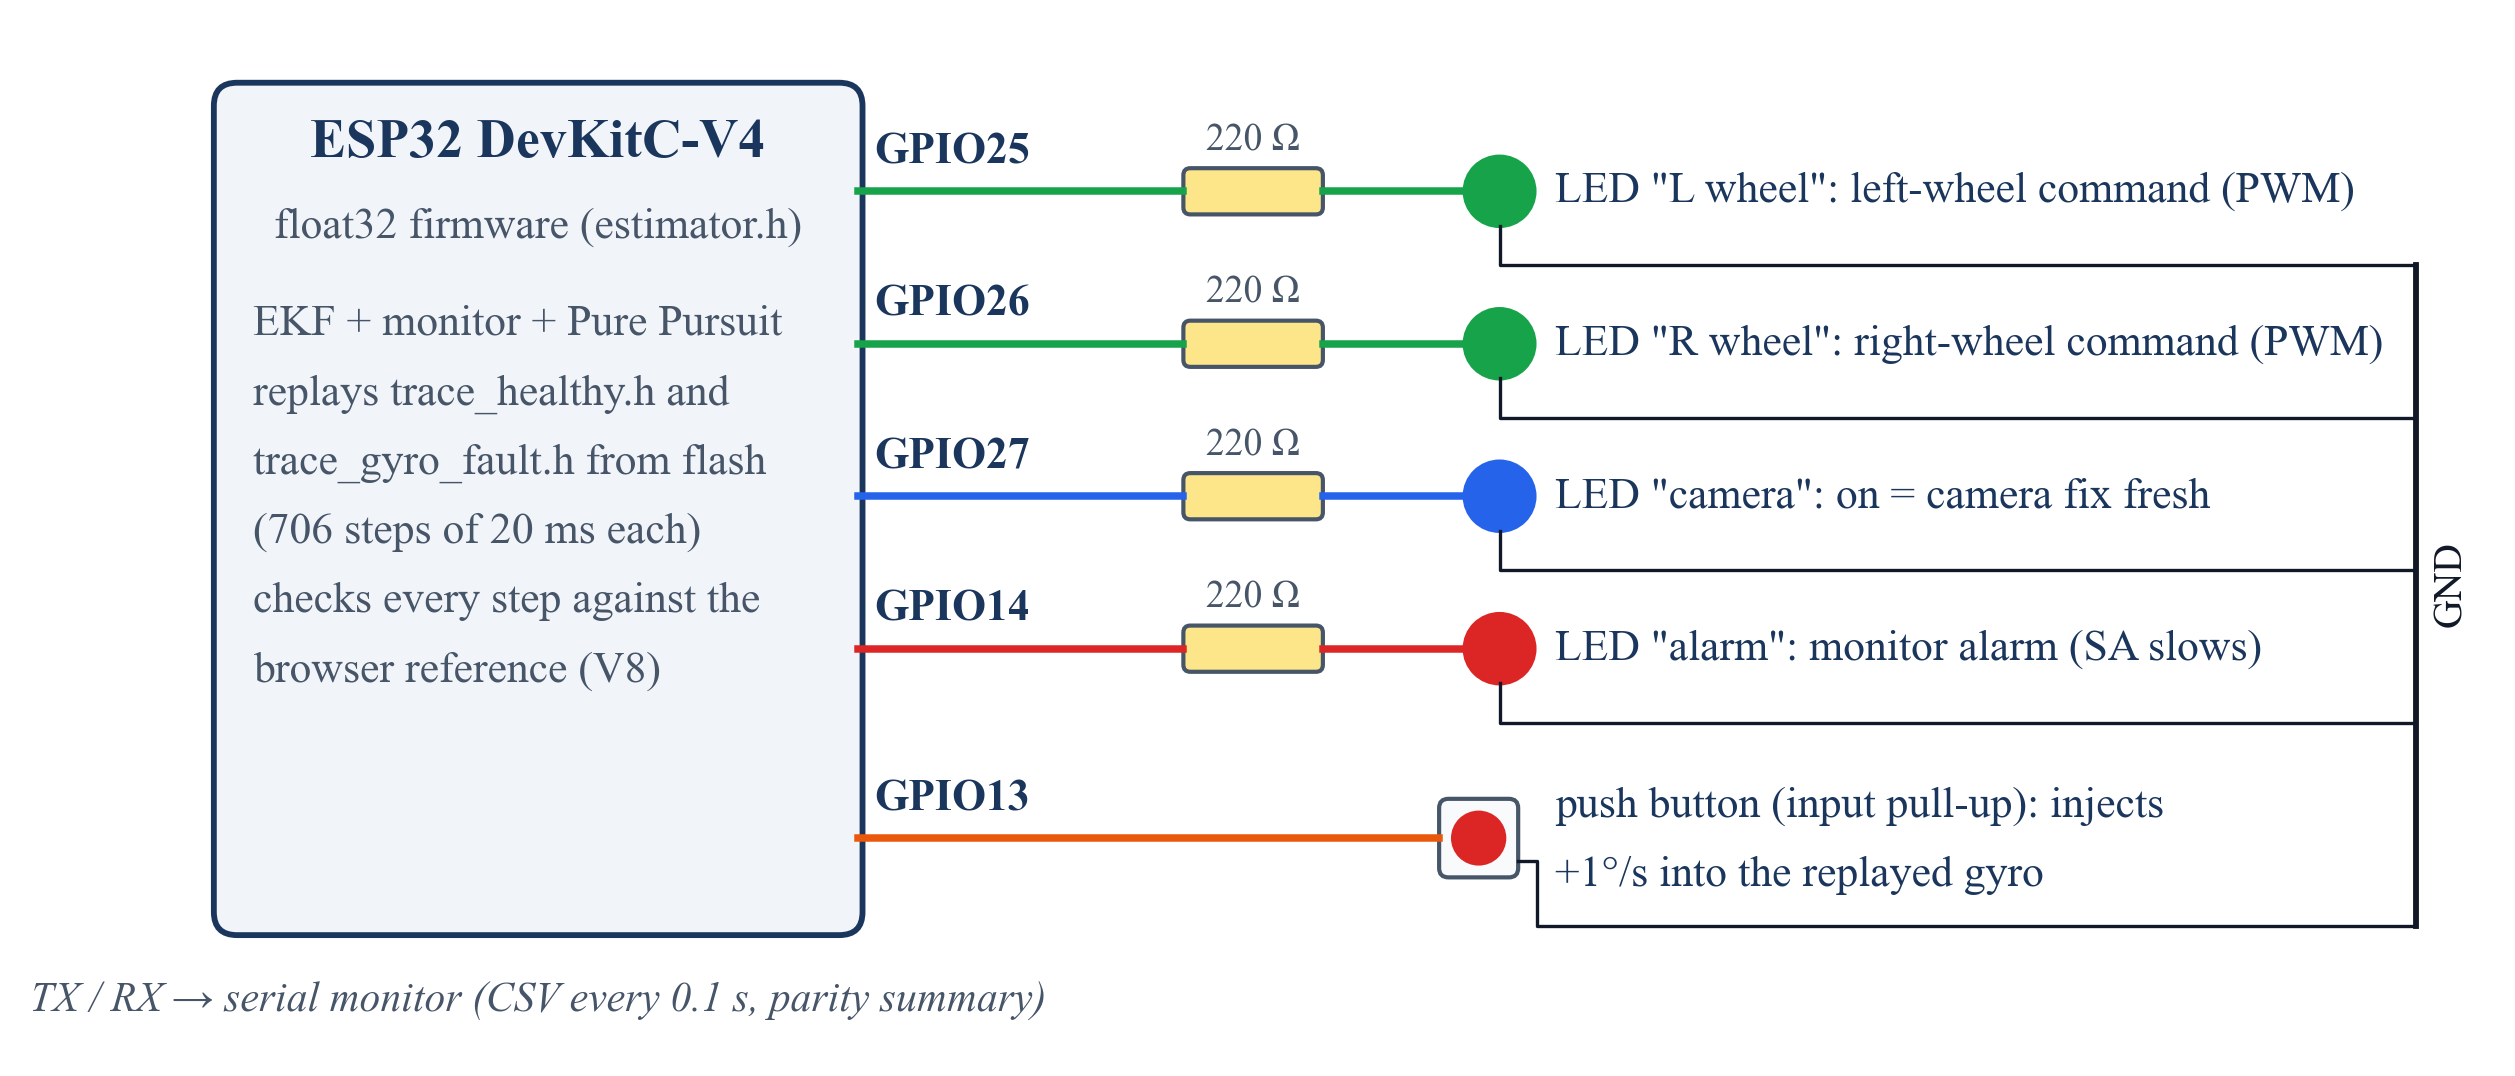 ESP32 DevKitC-V4
float32 firmware (estimator.h)
EKF + monitor + Pure Pursuit
replays trace_healthy.h and
trace_gyro_fault.h from flash
(706 steps of 20 ms each)
checks every step against the
browser reference (V8)
GPIO25
220 Ω
LED "L wheel": left-wheel command (PWM)
GPIO26
220 Ω
LED "R wheel": right-wheel command (PWM)
GPIO27
220 Ω
LED "camera": on = camera fix fresh
GPIO14
220 Ω
LED "alarm": monitor alarm (SA slows)
GPIO13
push button (input pull-up): injects
+1°/s into the replayed gyro
GND
TX / RX → serial monitor (CSV every 0.1 s, parity summary)